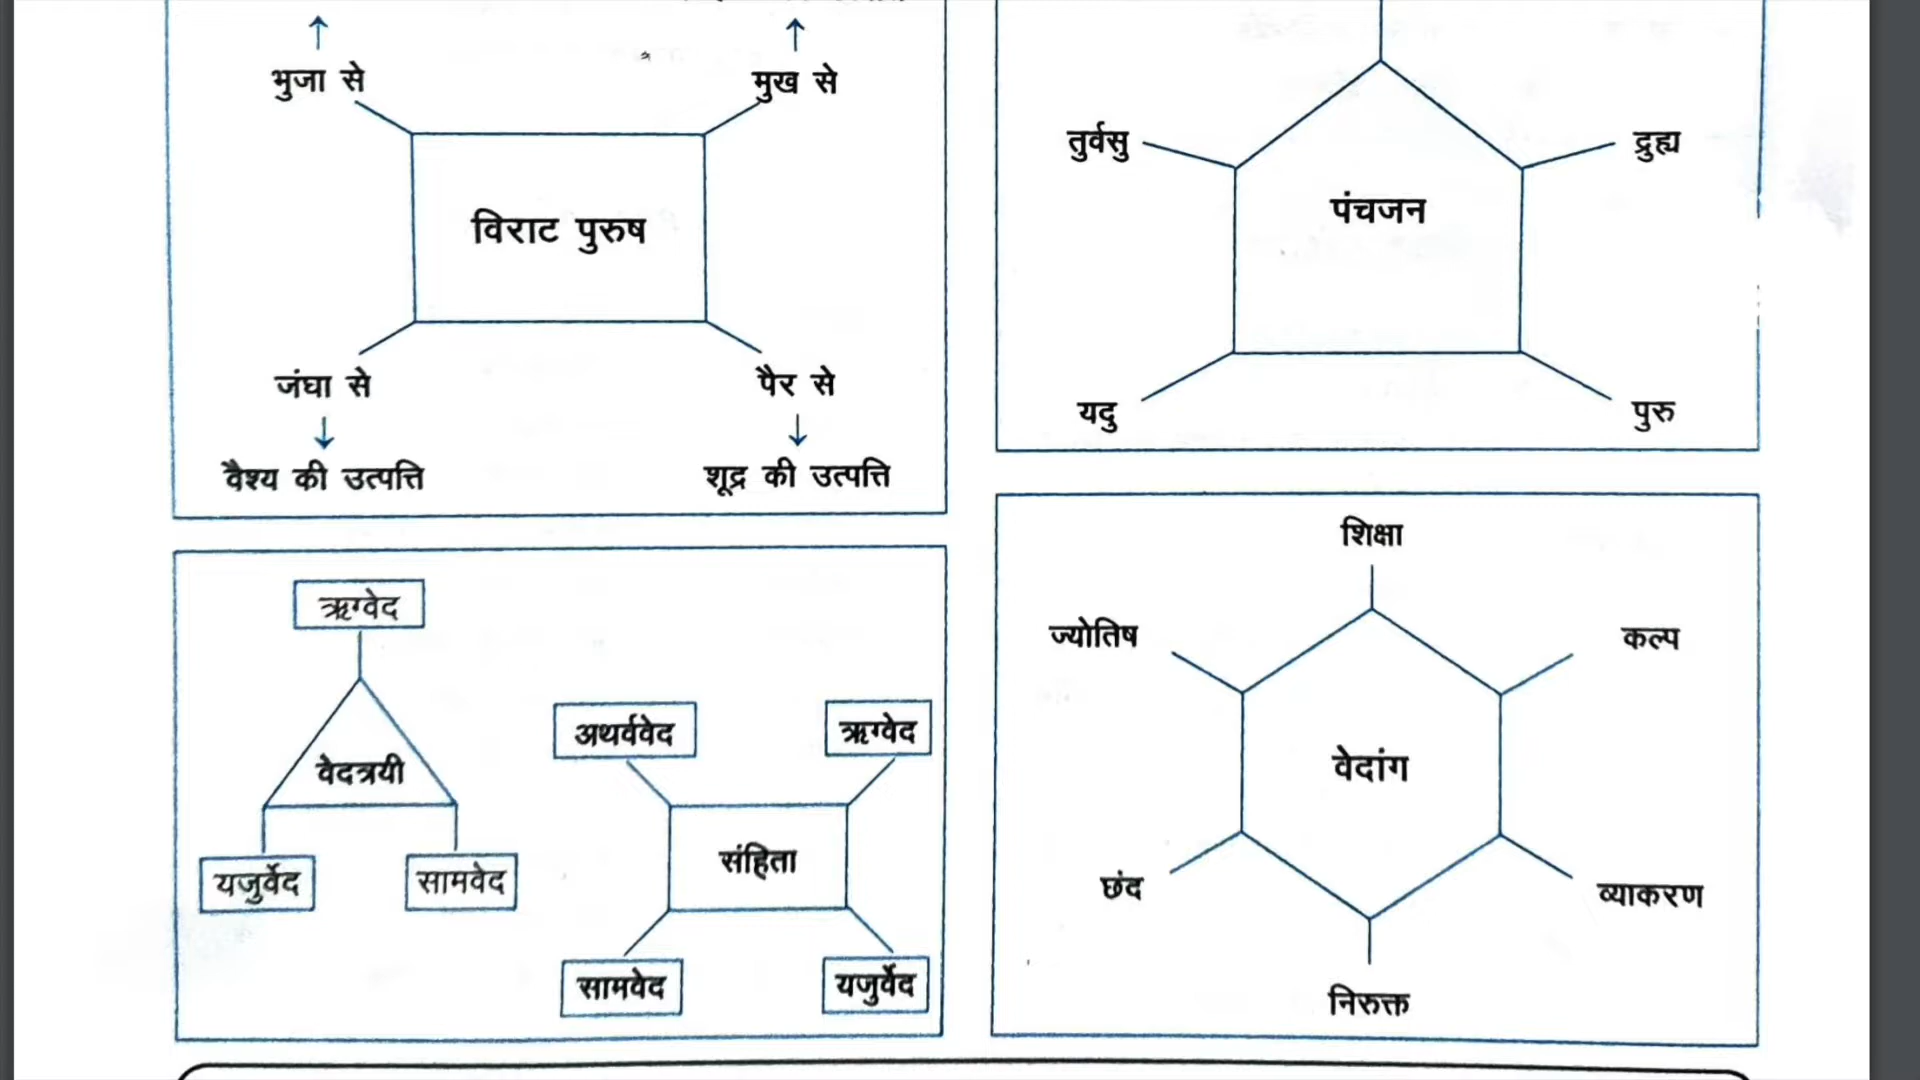 भुजा से
मुख से
विराट पुरुष
जंघा से
पैर से
वैश्य की उत्पत्ति
शूद्र की उत्पत्ति
तुर्वसु
द्रुह्य
पंचजन
यदु
पुरु
ऋग्वेद
वेदत्रयी
यजुर्वेद
सामवेद
अथर्ववेद
ऋग्वेद
संहिता
सामवेद
यजुर्वेद
शिक्षा
ज्योतिष
कल्प
वेदांग
छंद
व्याकरण
निरुक्त